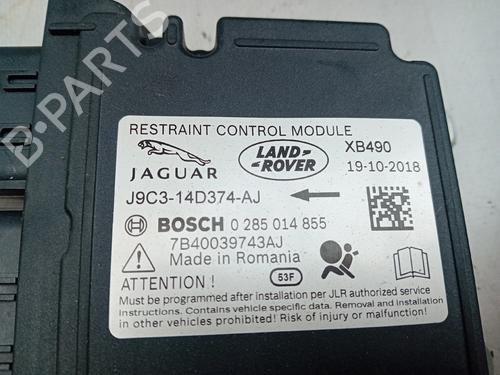 B-PARTS
RESTRAINT CONTROL MODULE
XB490
JAGUAR
LAND-
ROVER
19-10-2018
J9C3-14D374-AJ
BOSCH 0 285 014 855
7B40039743AJ
Made in Romania
53F
ATTENTION !
Must be programmed after installation per JLR authorized service
instructions. Contains vehicle specific data. Removal and installation
in other vehicles prohibited! Risk of injury or malfunction!